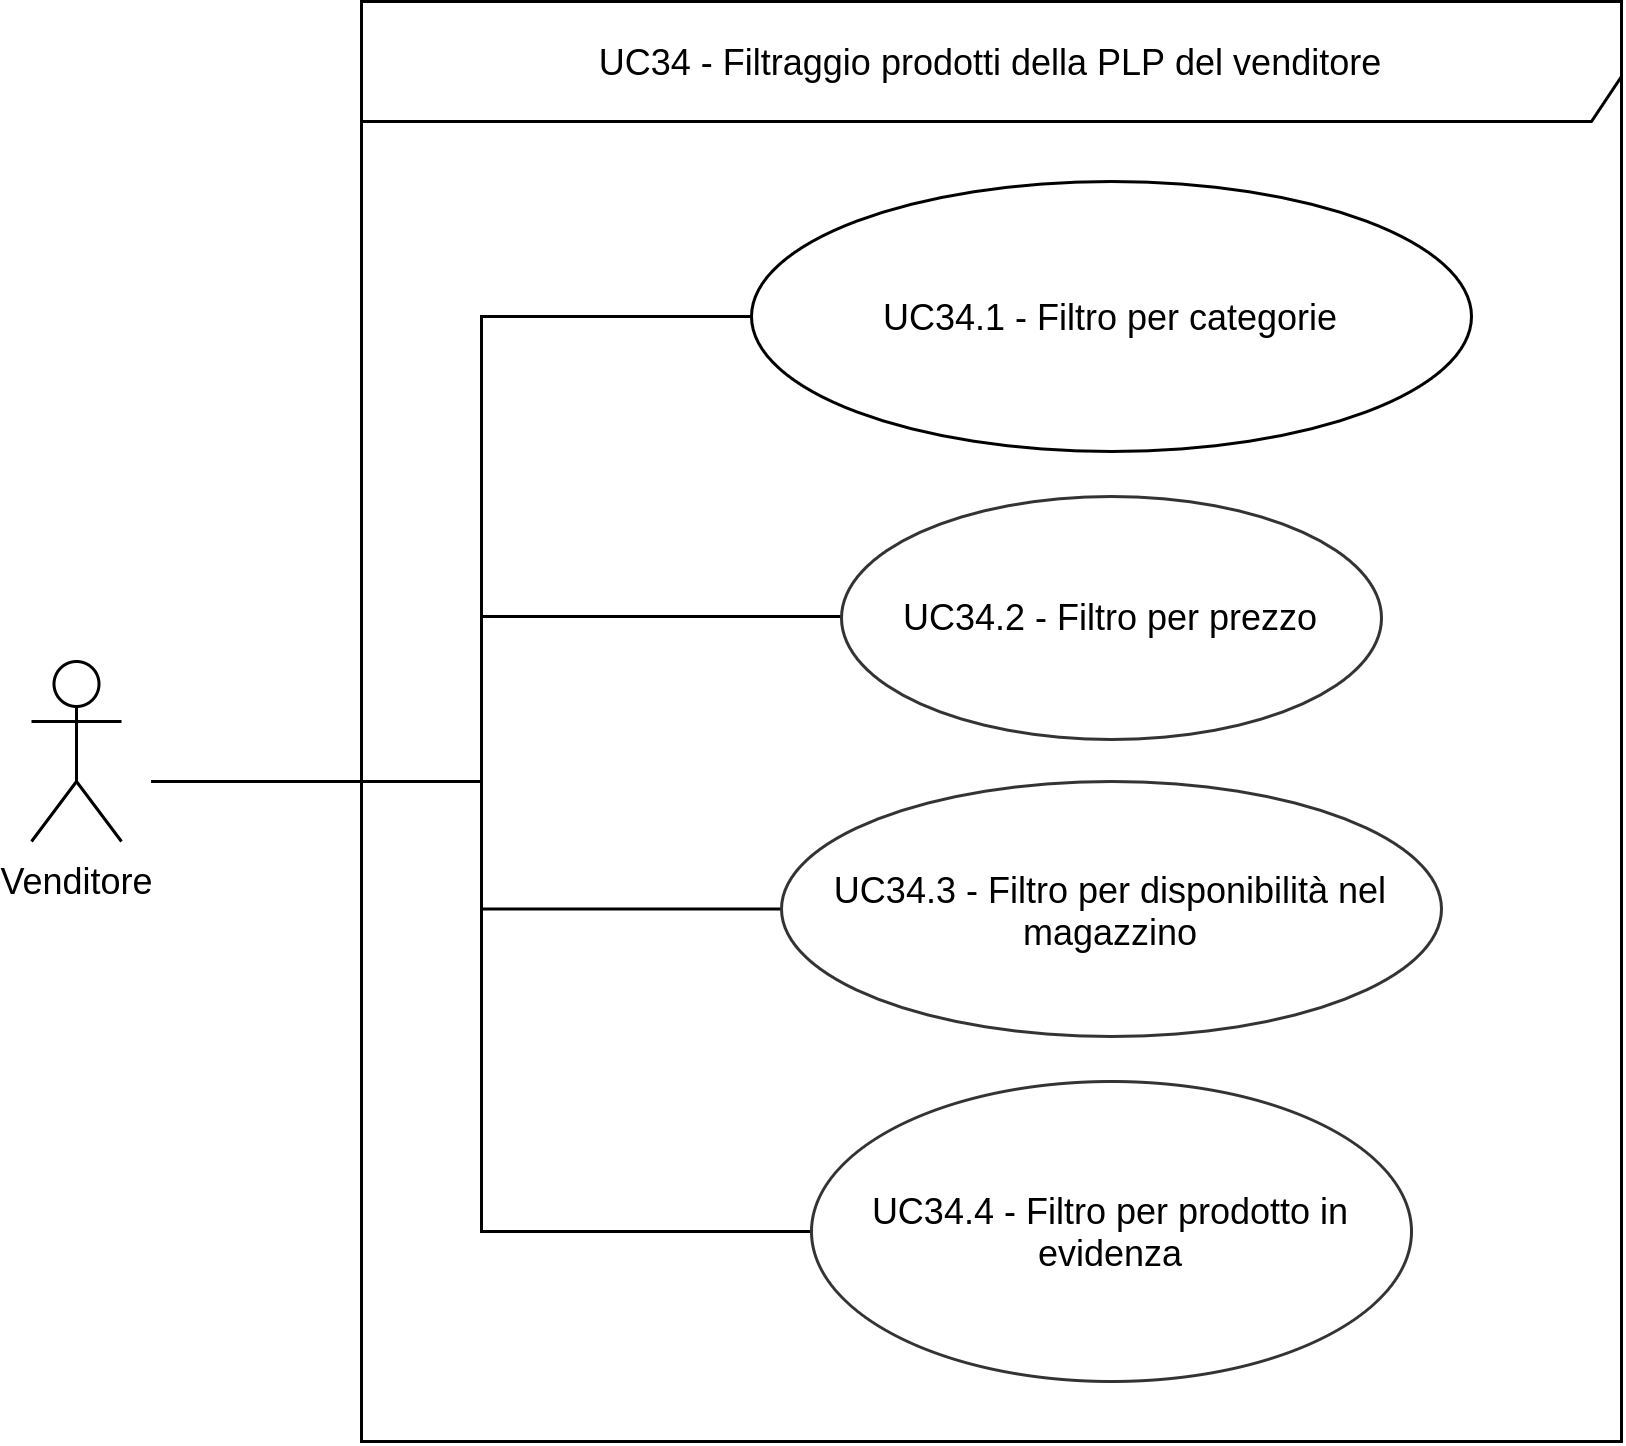 UC34 - Filtraggio prodotti della PLP del venditore
UC34.1 - Filtro per categorie
UC34.2 - Filtro per prezzo
Venditore
UC34.3 - Filtro per disponibilità nel
magazzino
UC34.4 - Filtro per prodotto in
evidenza